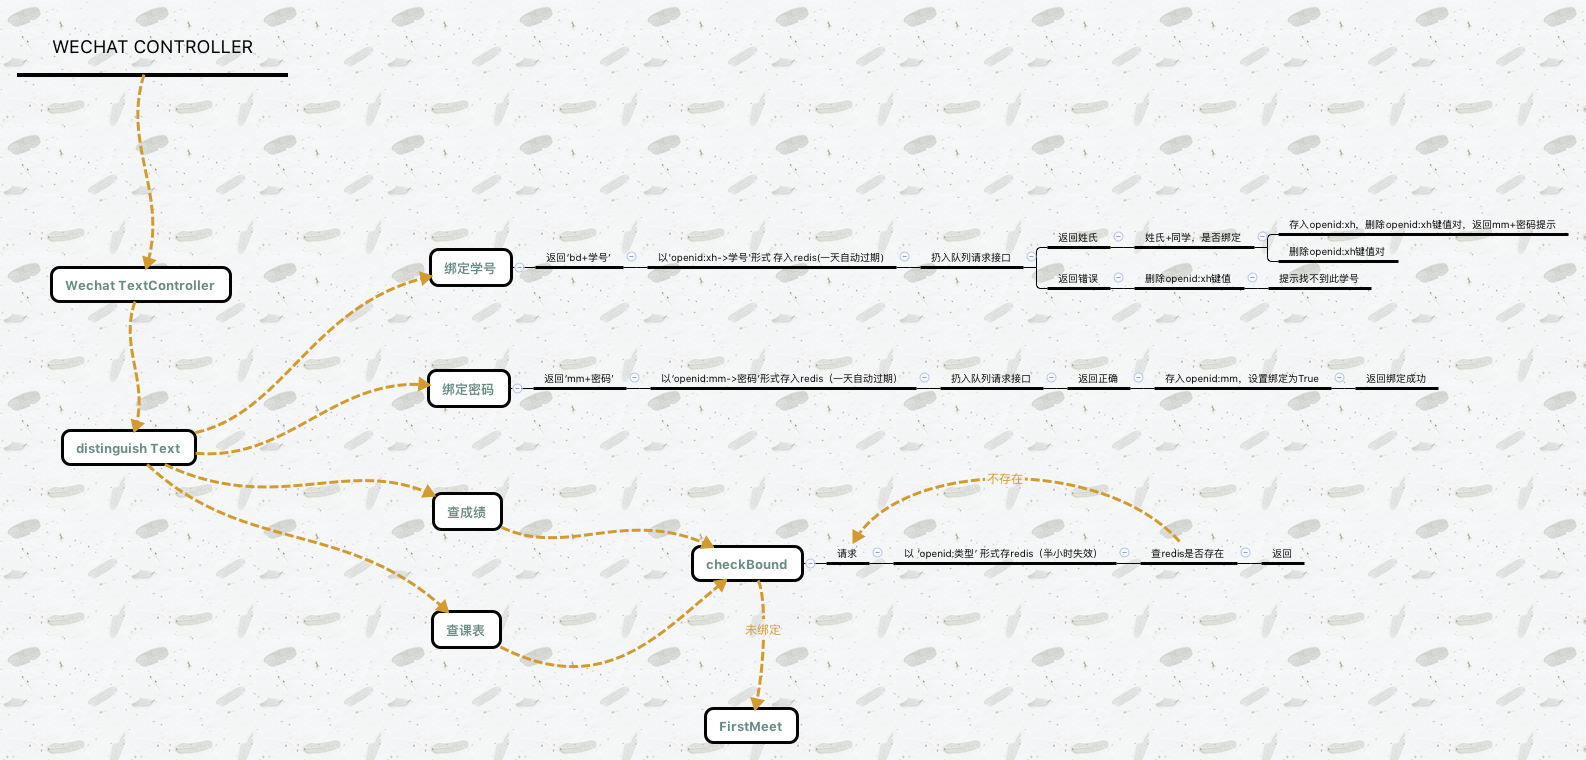 WECHAT CONTROLLER
Wechat TextController
distinguish Text
绑定学号
返回‘bd+学号’
以'openid:xh->学号'形式 存入redis(一天自动过期)
扔入队列请求接口
返回姓氏
姓氏+同学，是否绑定
存入openid:xh，删除openid:xh键值对，返回mm+密码提示
删除openid:xh键值对
返回错误
删除openid:xh键值
提示找不到此学号
绑定密码
返回‘mm+密码’
以'openid:mm->密码'形式存入redis（一天自动过期）
扔入队列请求接口
返回正确
存入openid:mm，设置绑定为True
返回绑定成功
查成绩
不存在
checkBound
请求
以 ‘openid:类型’ 形式存redis（半小时失效）
查redis是否存在
返回
查课表
未绑定
FirstMeet